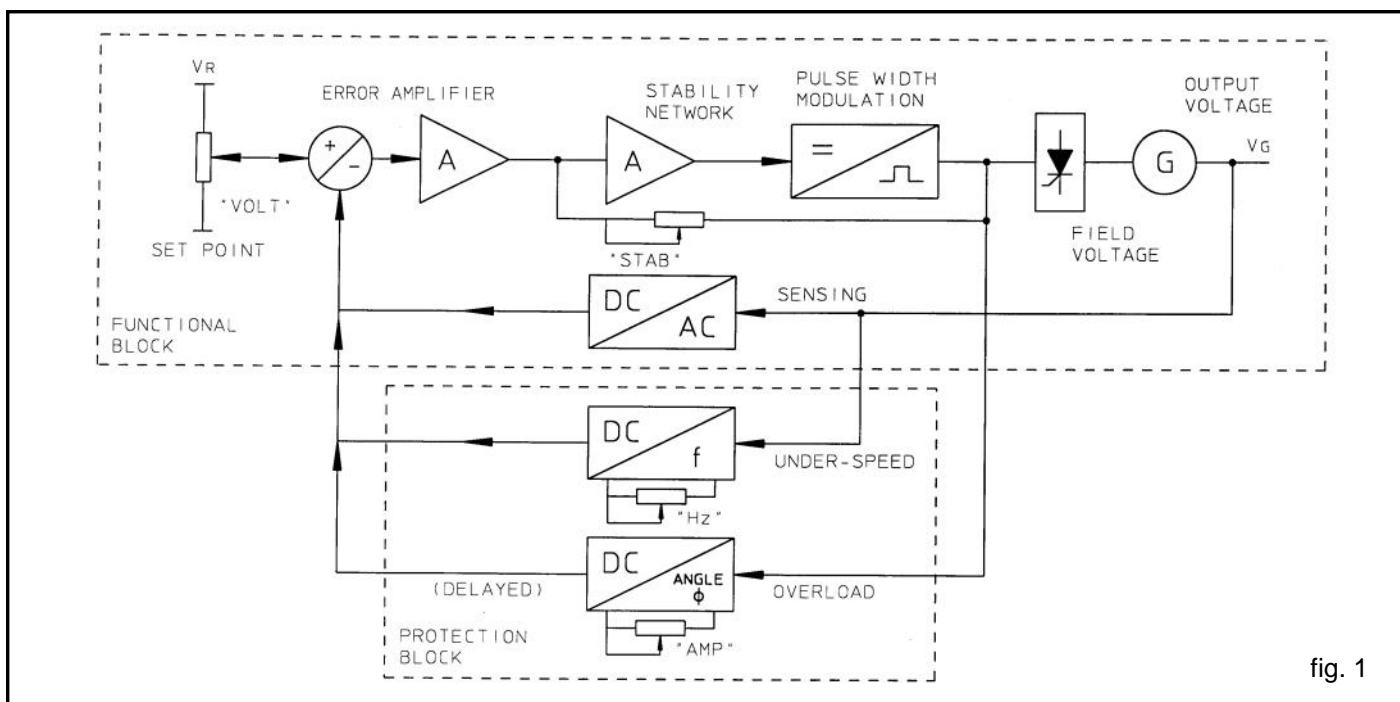 VR
ERROR AMPLIFIER
STABILITY
NETWORK
PULSE WIDTH
MODULATION
OUTPUT
VOLTAGE
+
-
A
A
=
G
VG
"VOLT"
SET POINT
"STAB"
FIELD
VOLTAGE
DC
AC
SENSING
FUNCTIONAL
BLOCK
DC
f
UNDER-SPEED
"Hz"
DC
ANGLE
ϕ
(DELAYED)
OVERLOAD
"AMP"
PROTECTION
BLOCK
fig. 1